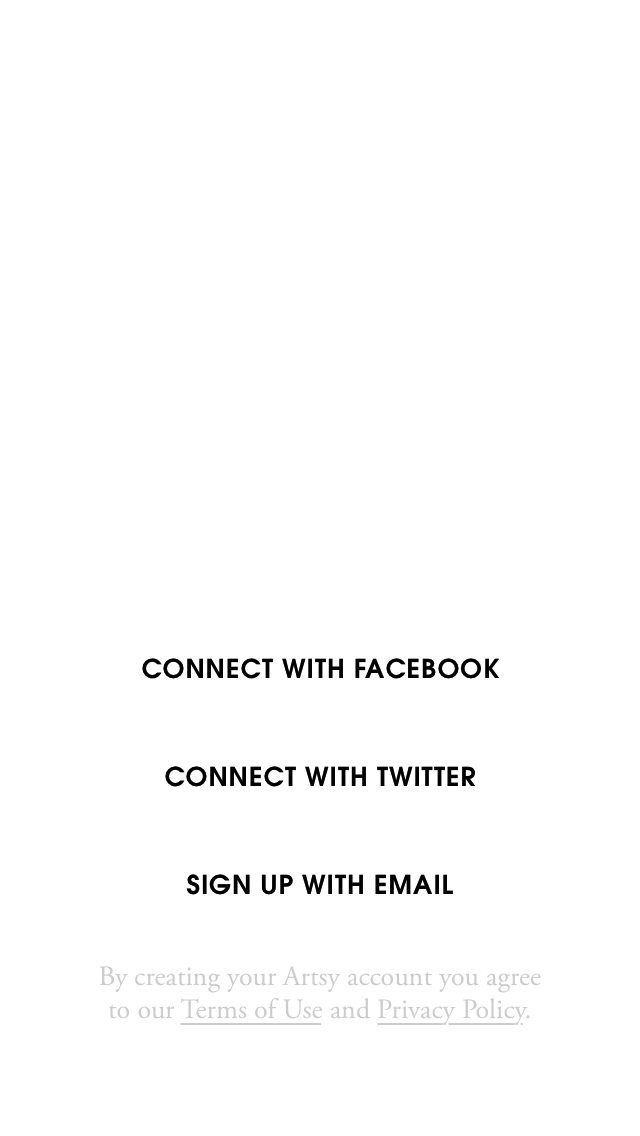 CONNECT WITH FACEBOOK
CONNECT WITH TWITTER
SIGN UP WITH EMAIL
By creating your Artsy account you agree
to our Terms of Use and Privacy Policy.